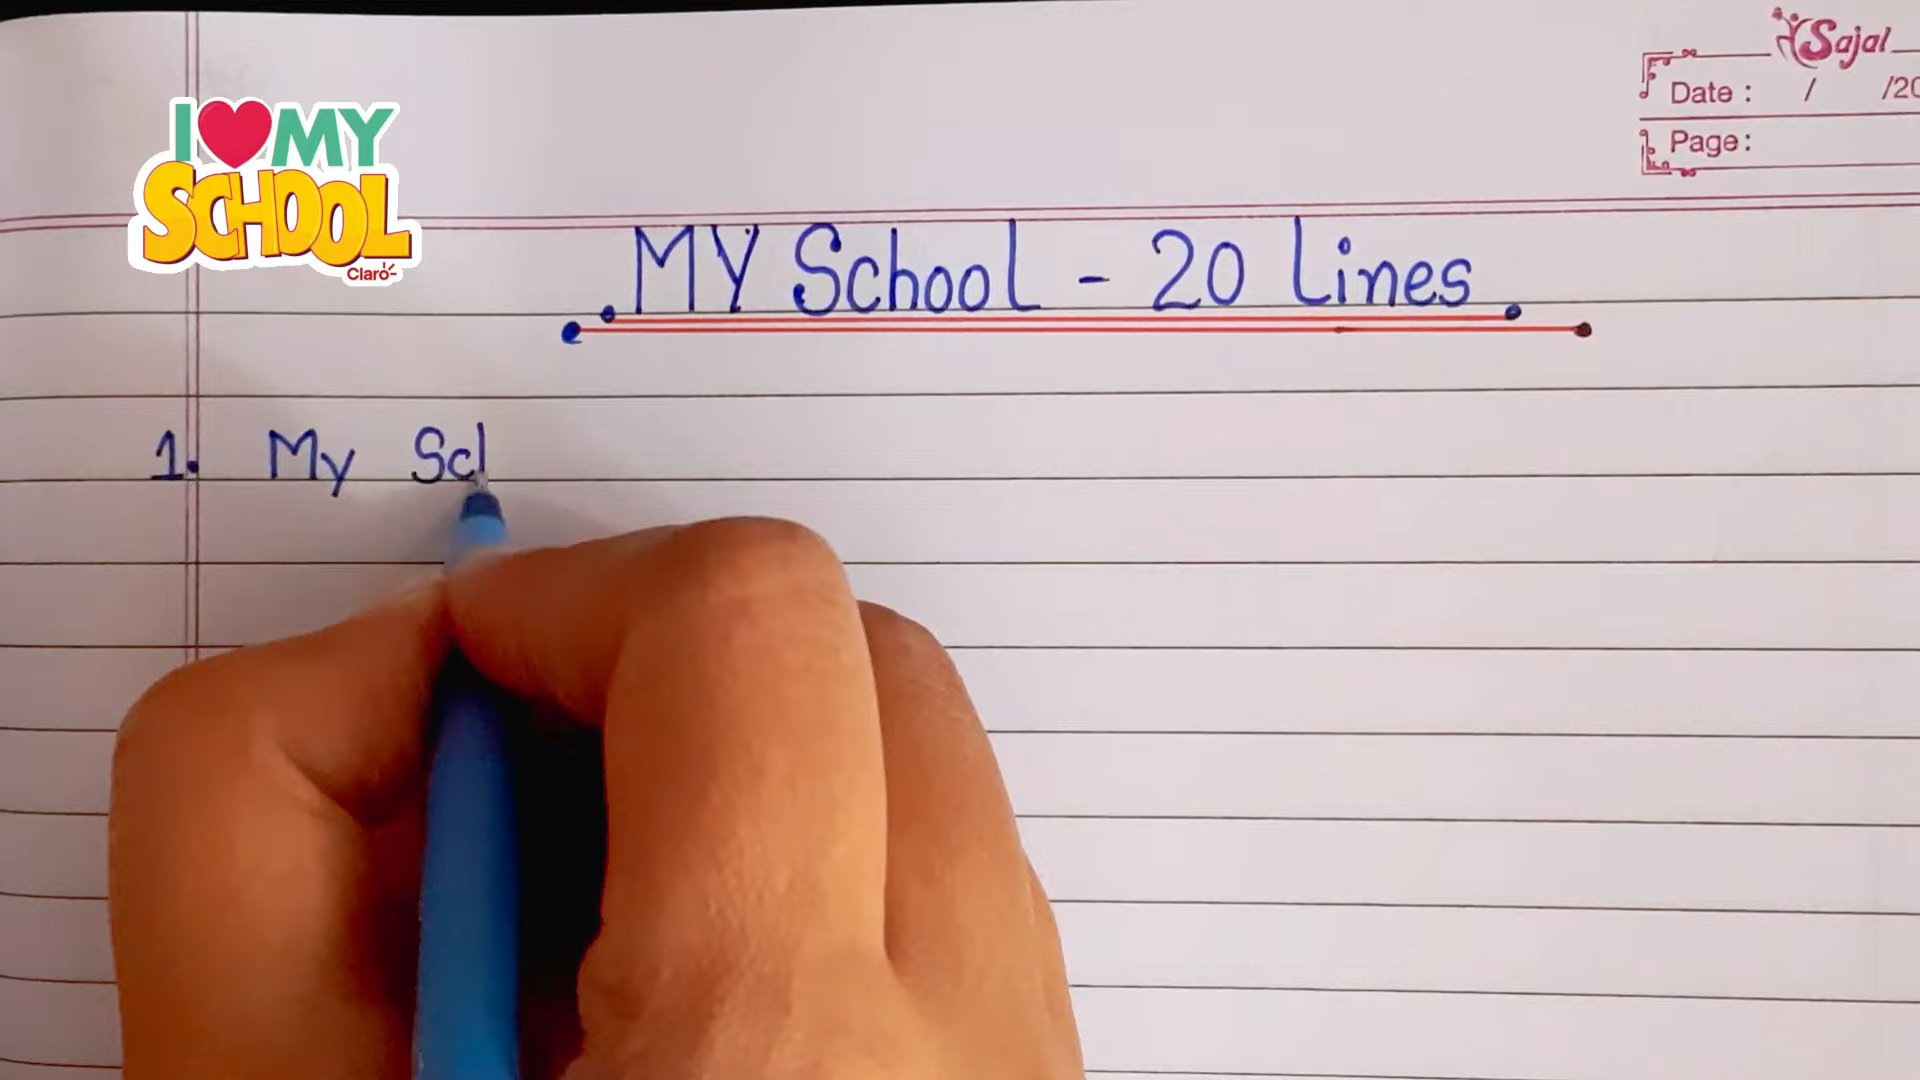 Sajal
Date : / /20
Page:
I MY
SCHOOL
Claro
MY School - 20 Lines
1. My Scl